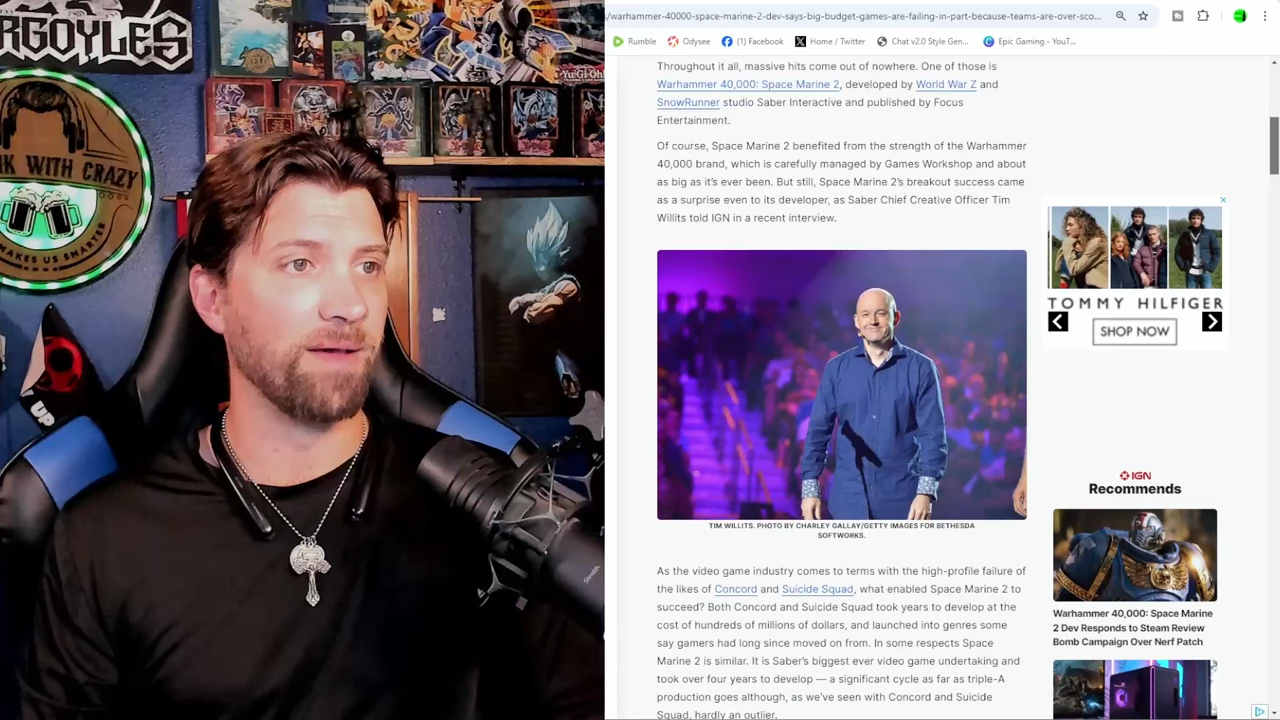 RGOYLES
Yu-Gi-Oh!
NK WITH CRAZY
MAKES US SMARTER
UP
/warhammer-40000-space-marine-2-dev-says-big-budget-games-are-failing-in-part-because-teams-are-over-sco...
Rumble
Odysee
(1) Facebook
Home / Twitter
Chat v2.0 Style Gen...
Epic Gaming - YouT...
Throughout it all, massive hits come out of nowhere. One of those is
Warhammer 40,000: Space Marine 2, developed by World War Z and
SnowRunner studio Saber Interactive and published by Focus
Entertainment.
Of course, Space Marine 2 benefited from the strength of the Warhammer
40,000 brand, which is carefully managed by Games Workshop and about
as big as it's ever been. But still, Space Marine 2's breakout success came
as a surprise even to its developer, as Saber Chief Creative Officer Tim
Willits told IGN in a recent interview.
TIM WILLITS. PHOTO BY CHARLEY GALLAY/GETTY IMAGES FOR BETHESDA
SOFTWORKS.
As the video game industry comes to terms with the high-profile failure of
the likes of Concord and Suicide Squad, what enabled Space Marine 2 to
succeed? Both Concord and Suicide Squad took years to develop at the
cost of hundreds of millions of dollars, and launched into genres some
say gamers had long since moved on from. In some respects Space
Marine 2 is similar. It is Saber's biggest ever video game undertaking and
took over four years to develop — a significant cycle as far as triple-A
production goes although, as we've seen with Concord and Suicide
Squad, hardly an outlier.
TOMMY HILFIGER
SHOP NOW
IGN
Recommends
Warhammer 40,000: Space Marine
2 Dev Responds to Steam Review
Bomb Campaign Over Nerf Patch